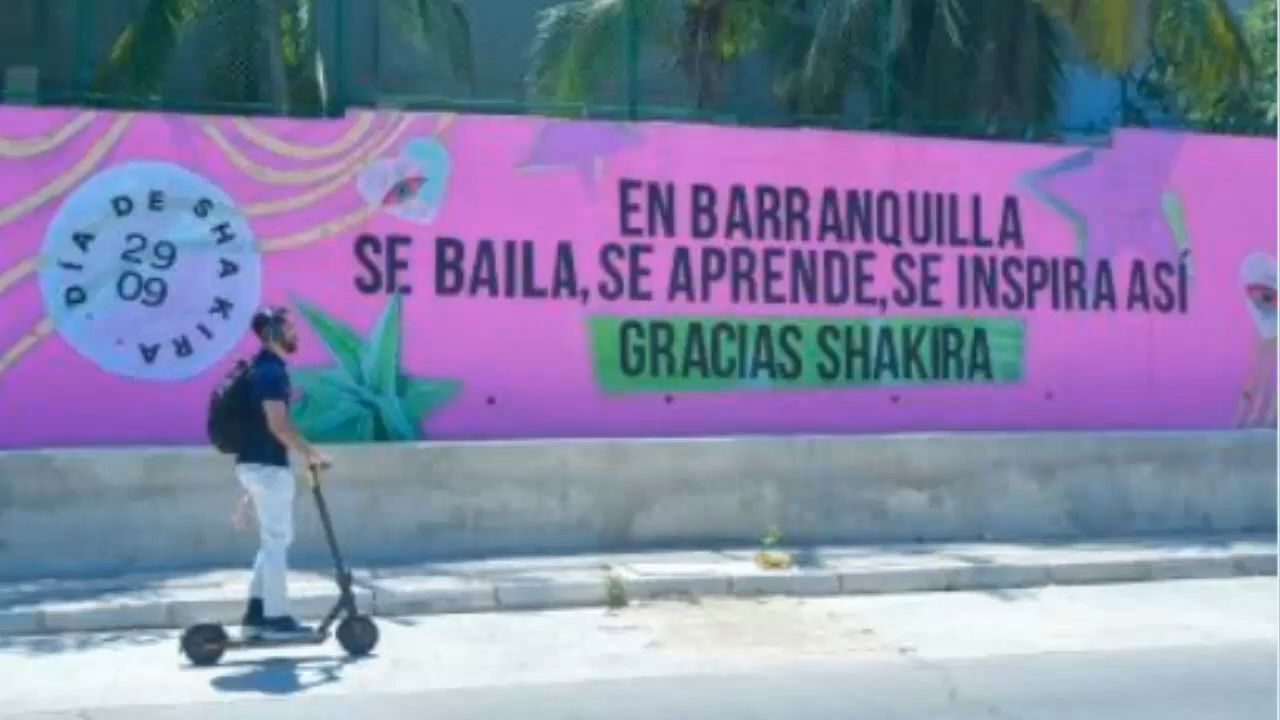 DÍA DE SHAKIRA
29
09
EN BARRANQUILLA
SE BAILA, SE APRENDE, SE INSPIRA ASÍ
GRACIAS SHAKIRA